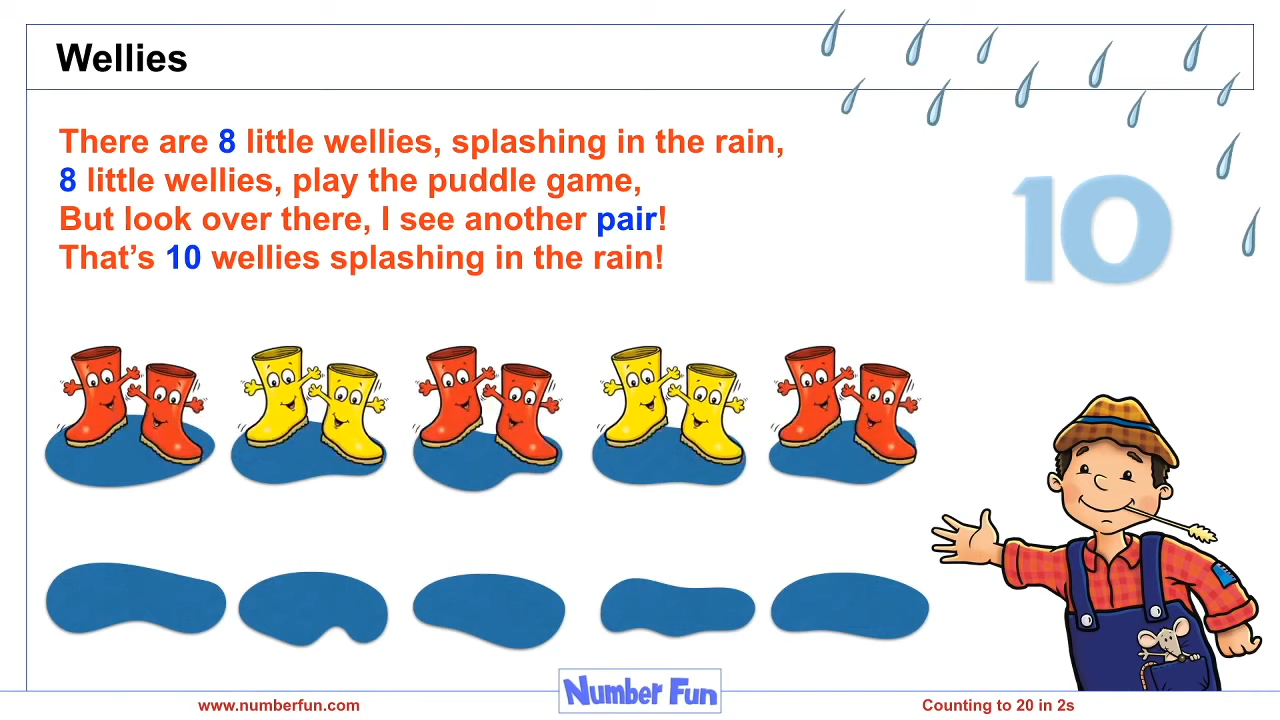 Wellies
There are 8 little wellies, splashing in the rain,
8 little wellies, play the puddle game,
But look over there, I see another pair!
That’s 10 wellies splashing in the rain!
10
www.numberfun.com
Number Fun
Counting to 20 in 2s